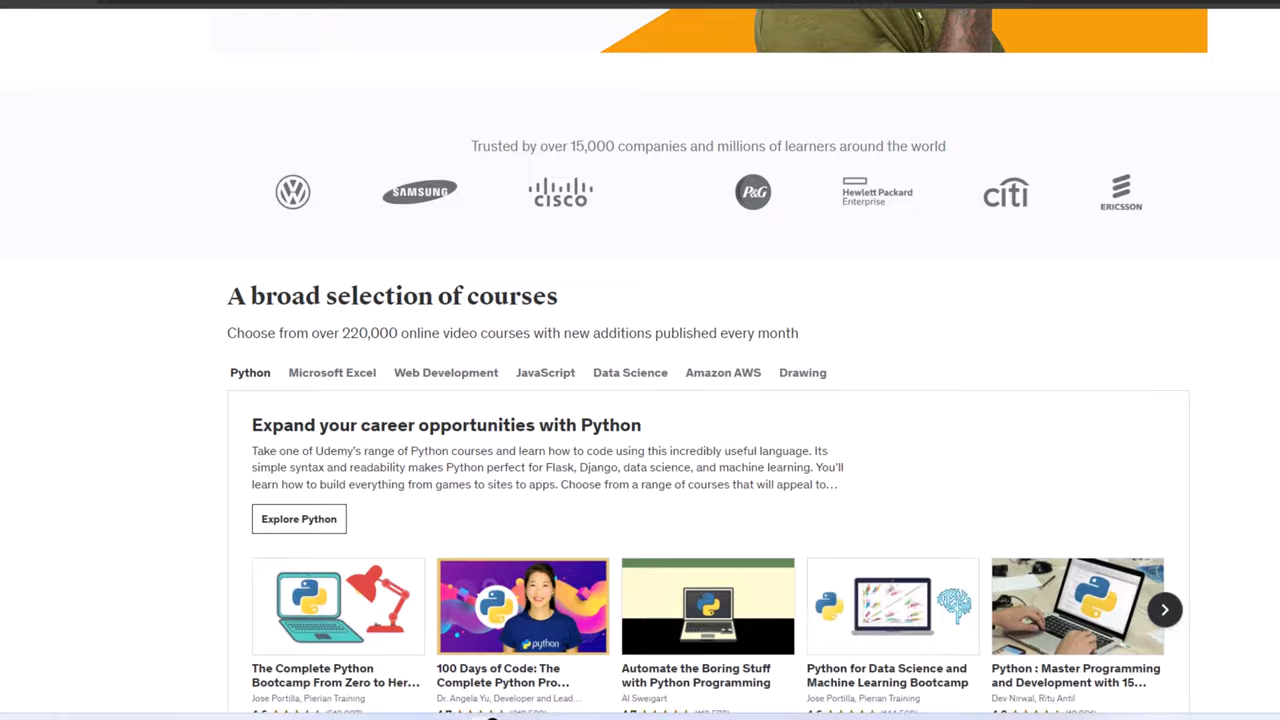 Trusted by over 15,000 companies and millions of learners around the world
SAMSUNG
CISCO
P&G
Hewlett Packard
Enterprise
citi
ERICSSON
A broad selection of courses
Choose from over 220,000 online video courses with new additions published every month
Python Microsoft Excel Web Development JavaScript Data Science Amazon AWS Drawing
Expand your career opportunities with Python
Take one of Udemy's range of Python courses and learn how to code using this incredibly useful language. Its
simple syntax and readability makes Python perfect for Flask, Django, data science, and machine learning. You'll
learn how to build everything from games to sites to apps. Choose from a range of courses that will appeal to…
Explore Python
python
The Complete Python
Bootcamp From Zero to Her…
Jose Portilla, Pierian Training
100 Days of Code: The
Complete Python Pro…
Dr. Angela Yu, Developer and Lead…
Automate the Boring Stuff
with Python Programming
Al Sweigart
Python for Data Science and
Machine Learning Bootcamp
Jose Portilla, Pierian Training
Python : Master Programming
and Development with 15…
Dev Nirwal, Ritu Antil